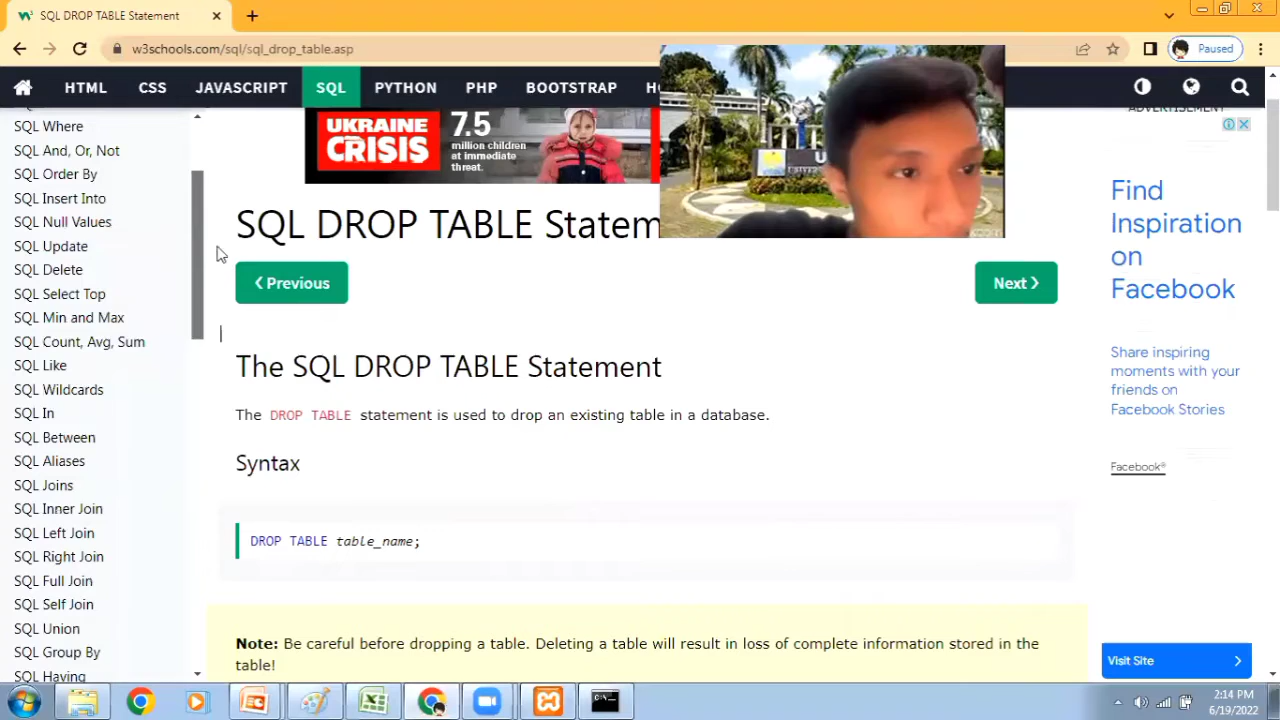 SQL DROP TABLE Statement
w3schools.com/sql/sql_drop_table.asp
Paused
HTML CSS JAVASCRIPT SQL PYTHON PHP BOOTSTRAP
SQL Where
SQL And, Or, Not
SQL Order By
SQL Insert Into
SQL Null Values
SQL Update
SQL Delete
SQL Select Top
SQL Min and Max
SQL Count, Avg, Sum
SQL Like
SQL Wildcards
SQL In
SQL Between
SQL Aliases
SQL Joins
SQL Inner Join
SQL Left Join
SQL Right Join
SQL Full Join
SQL Self Join
SQL Union
SQL Group By
SQL Having
UKRAINE
CRISIS
7.5
million children
at immediate
threat.
SQL DROP TABLE Statem
❮ Previous
Next ❯
The SQL DROP TABLE Statement
The DROP TABLE statement is used to drop an existing table in a database.
Syntax
DROP TABLE table_name;
Note: Be careful before dropping a table. Deleting a table will result in loss of complete information stored in the
table!
ADVERTISEMENT
Find
Inspiration
on
Facebook
Share inspiring
moments with your
friends on
Facebook Stories
Facebook®
Visit Site
2:14 PM
6/19/2022